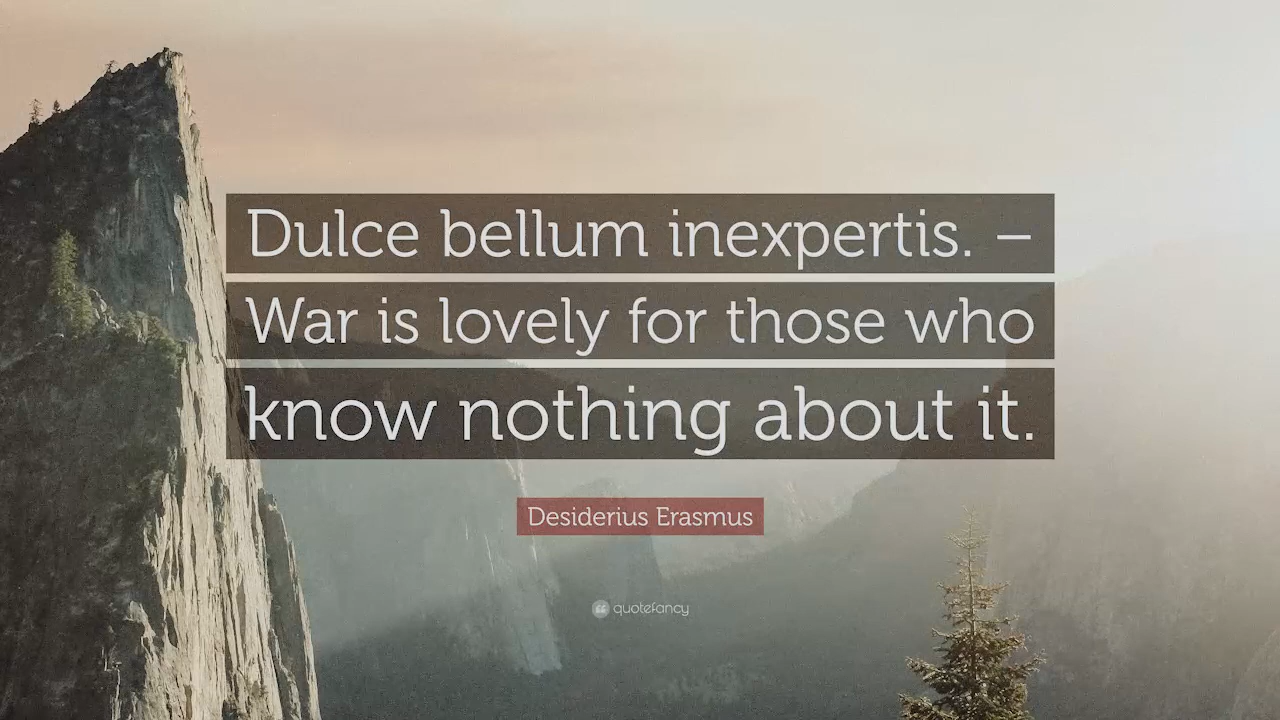 Dulce bellum inexpertis. –
War is lovely for those who
know nothing about it.
Desiderius Erasmus
quotefancy